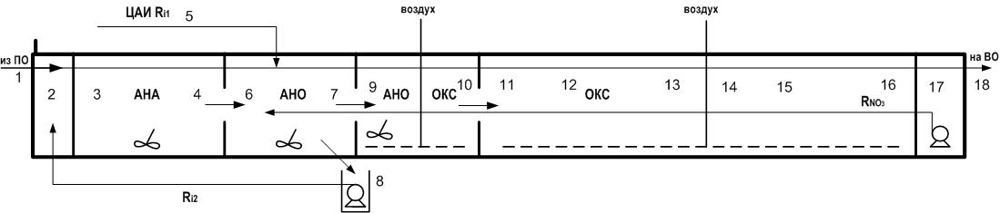 воздух
воздух
ЦАИ Ri1
5
из ПО
на ВО
1
2
3
АНА
4
6
АНО
7
9
АНО
ОКС
10
11
12
ОКС
13
14
15
16
17
18
RNO3
8
Ri2